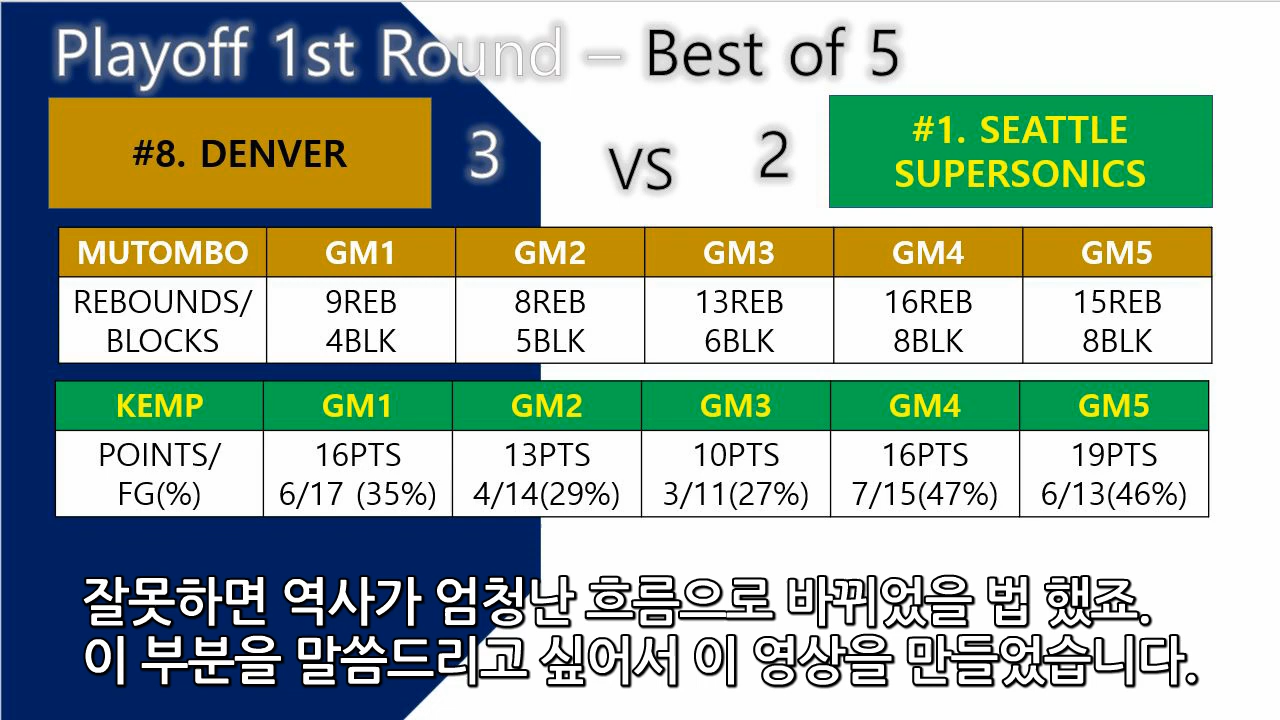 Playoff 1st Round – Best of 5
#8. DENVER
3
VS
2
#1. SEATTLE
SUPERSONICS
MUTOMBO GM1 GM2 GM3 GM4 GM5
REBOUNDS/ 9REB 8REB 13REB 16REB 15REB
BLOCKS 4BLK 5BLK 6BLK 8BLK 8BLK
KEMP GM1 GM2 GM3 GM4 GM5
POINTS/ 16PTS 13PTS 10PTS 16PTS 19PTS
FG(%) 6/17 (35%) 4/14(29%) 3/11(27%) 7/15(47%) 6/13(46%)
잘못하면 역사가 엄청난 흐름으로 바뀌었을 법 했죠.
이 부분을 말씀드리고 싶어서 이 영상을 만들었습니다.